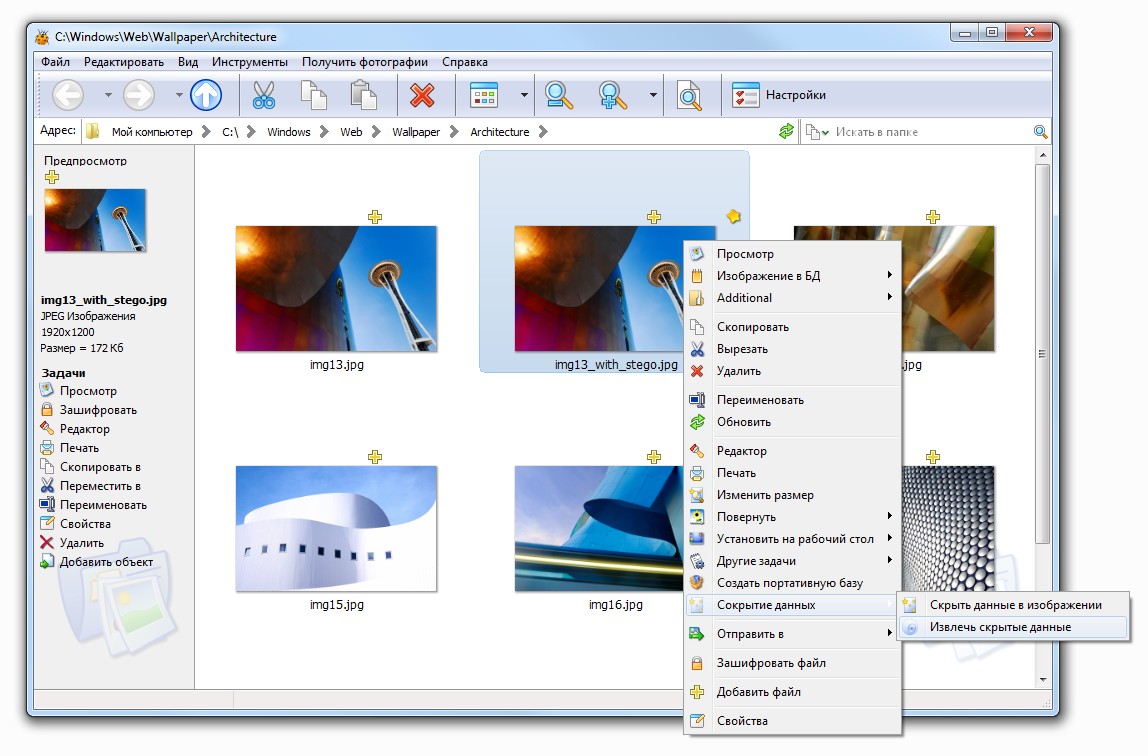 C:\Windows\Web\Wallpaper\Architecture
Файл Редактировать Вид Инструменты Получить фотографии Справка
Настройки
Адрес: Мой компьютер C:\ Windows Web Wallpaper Architecture Искать в папке
Предпросмотр
img13_with_stego.jpg
JPEG Изображения
1920x1200
Размер = 172 Кб
Задачи
Просмотр
Зашифровать
Редактор
Печать
Скопировать в
Переместить в
Переименовать
Свойства
Удалить
Добавить объект
img13.jpg
img13_with_stego.jpg
.jpg
img15.jpg
img16.jpg
Просмотр
Изображение в БД
Additional
Скопировать
Вырезать
Удалить
Переименовать
Обновить
Редактор
Печать
Изменить размер
Повернуть
Установить на рабочий стол
Другие задачи
Создать портативную базу
Сокрытие данных
Отправить в
Зашифровать файл
Добавить файл
Свойства
Скрыть данные в изображении
Извлечь скрытые данные